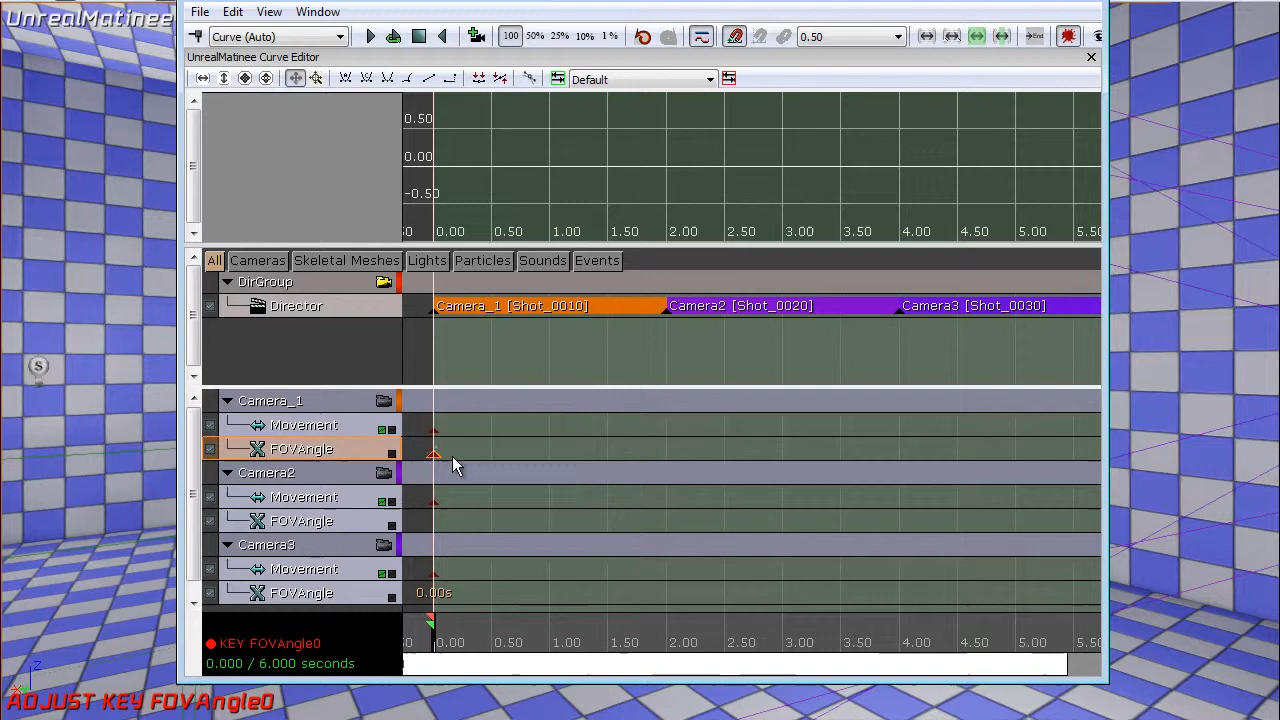 UnrealMatinee
File Edit View Window
Curve (Auto) 100 50% 25% 10% 1% 0.50
UnrealMatinee Curve Editor
Default
0.50
0.00
-0.50
0.00 0.50 1.00 1.50 2.00 2.50 3.00 3.50 4.00 4.50 5.00 5.50
All Cameras Skeletal Meshes Lights Particles Sounds Events
DirGroup
Director Camera_1 [Shot_0010] Camera2 [Shot_0020] Camera3 [Shot_0030]
S
Camera_1
Movement
FOVAngle
Camera2
Movement
FOVAngle
Camera3
Movement
FOVAngle 0.00s
KEY FOVAngle0 0.00 0.50 1.00 1.50 2.00 2.50 3.00 3.50 4.00 4.50 5.00 5.50
0.000 / 6.000 seconds
Z
X
ADJUST KEY FOVAngle0